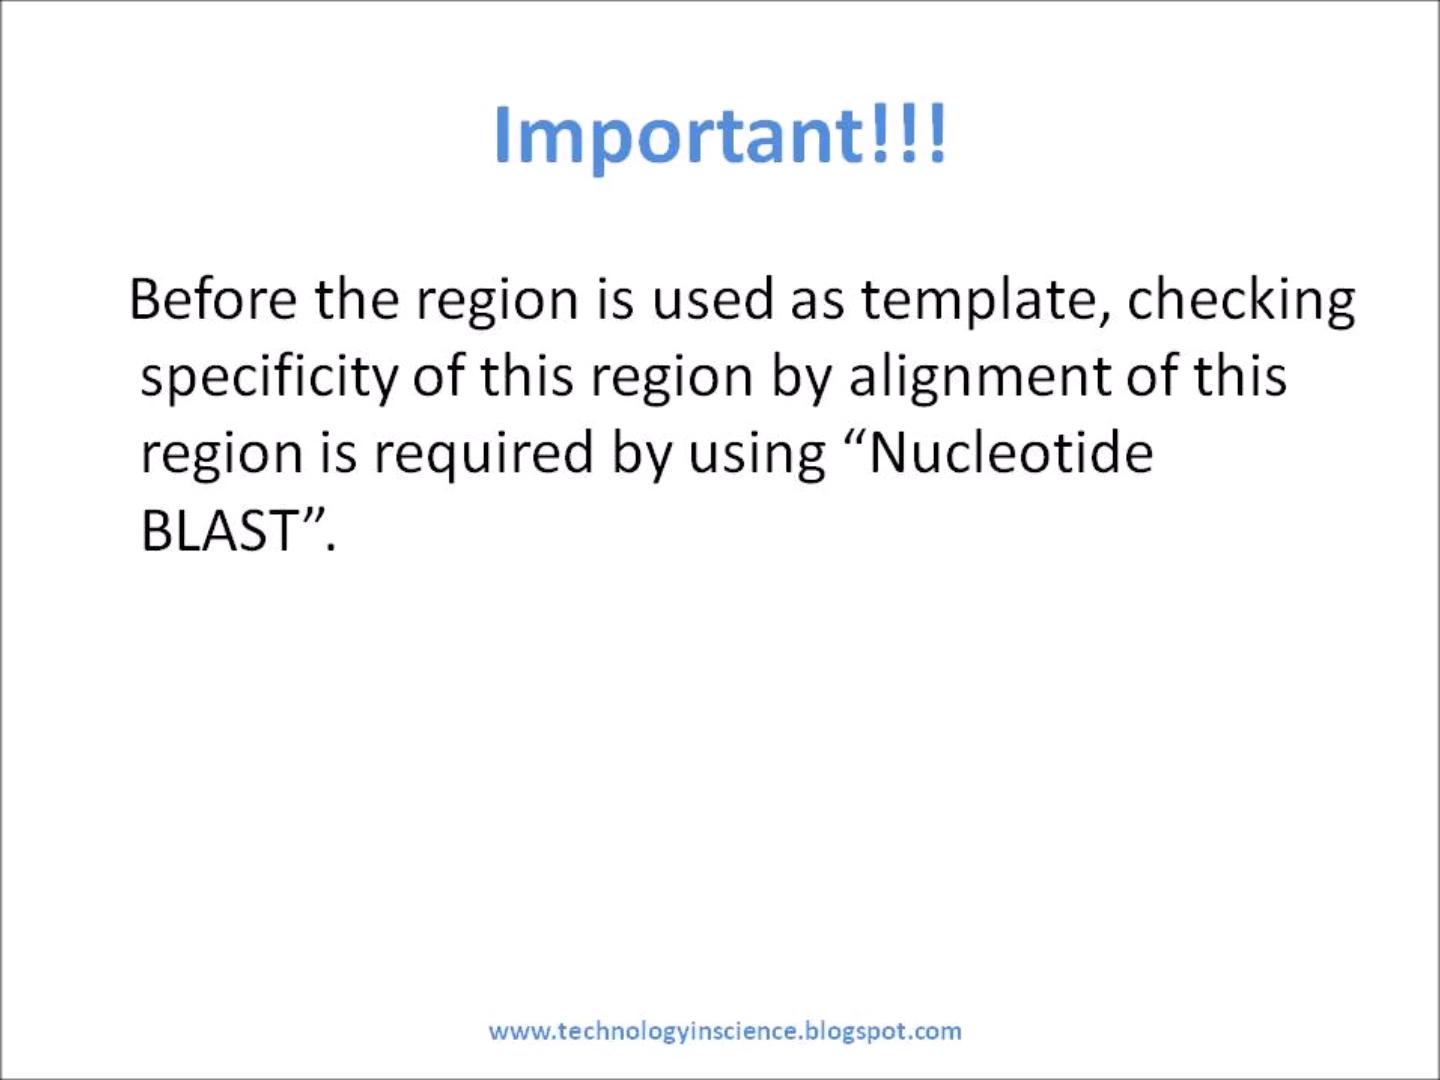 Important!!!
Before the region is used as template, checking
specificity of this region by alignment of this
region is required by using “Nucleotide
BLAST”.
www.technologyinscience.blogspot.com